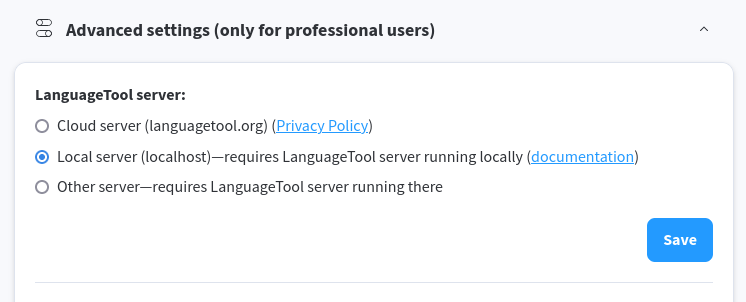 Advanced settings (only for professional users)
LanguageTool server:
Cloud server (languagetool.org) (Privacy Policy)
Local server (localhost)—requires LanguageTool server running locally (documentation)
Other server—requires LanguageTool server running there
Save